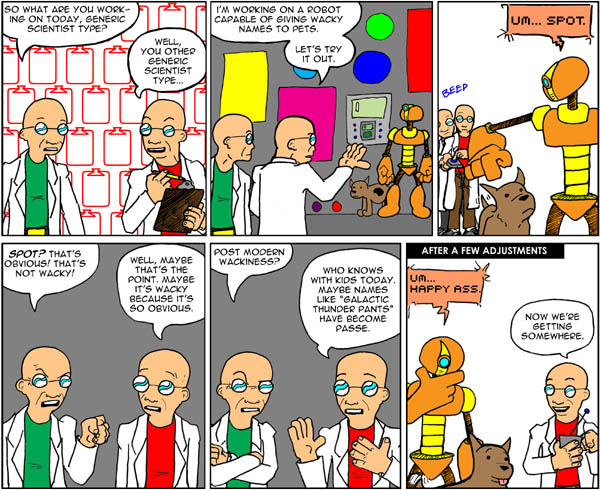 SO WHAT ARE YOU WORK-
ING ON TODAY, GENERIC
SCIENTIST TYPE?
WELL,
YOU OTHER
GENERIC
SCIENTIST
TYPE...
I'M WORKING ON A ROBOT
CAPABLE OF GIVING WACKY
NAMES TO PETS.
LET'S TRY
IT OUT.
UM... SPOT.
BEEP
SPOT? THAT'S
OBVIOUS! THAT'S
NOT WACKY!
WELL, MAYBE
THAT'S THE
POINT. MAYBE
IT'S WACKY
BECAUSE IT'S
SO OBVIOUS.
POST MODERN
WACKINESS?
WHO KNOWS
WITH KIDS TODAY.
MAYBE NAMES
LIKE "GALACTIC
THUNDER PANTS"
HAVE BECOME
PASSE.
AFTER A FEW ADJUSTMENTS
UM...
HAPPY ASS.
NOW WE'RE
GETTING
SOMEWHERE.